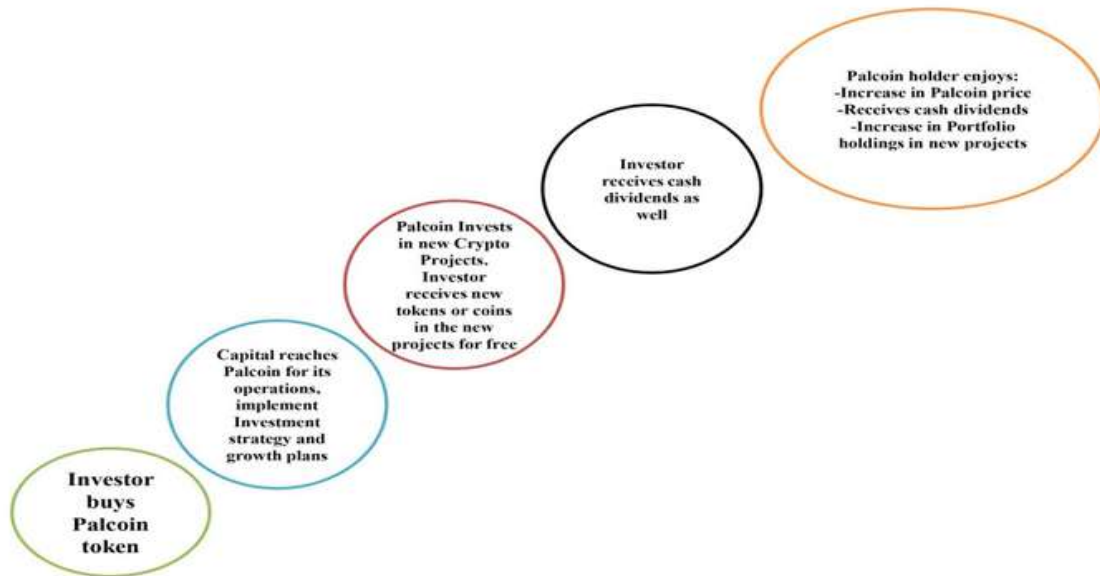 Investor
buys
Palcoin
token
Capital reaches
Palcoin for its
operations,
implement
Investment
strategy and
growth plans
Palcoin Invests
in new Crypto
Projects.
Investor
receives new
tokens or coins
in the new
projects for free
Investor
receives cash
dividends as
well
Palcoin holder enjoys:
-Increase in Palcoin price
-Receives cash dividends
-Increase in Portfolio
holdings in new projects